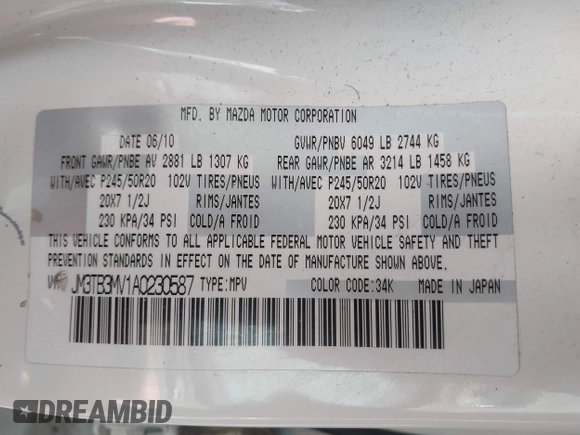 MFD. BY MAZDA MOTOR CORPORATION
DATE 06/10 GVWR/PNBV 6049 LB 2744 KG
FRONT GAWR/PNBE AV 2881 LB 1307 KG REAR GAWR/PNBE AR 3214 LB 1458 KG
WITH/AVEC P245/50R20 102V TIRES/PNEUS WITH/AVEC P245/50R20 102V TIRES/PNEUS
20X7 1/2J RIMS/JANTES 20X7 1/2J RIMS/JANTES
230 KPA/34 PSI COLD/A FROID 230 KPA/34 PSI COLD/A FROID
THIS VEHICLE CONFORMS TO ALL APPLICABLE FEDERAL MOTOR VEHICLE SAFETY AND THEFT
PREVENTION STANDARDS IN EFFECT ON THE DATE OF MANUFACTURE SHOWN ABOVE.
JM3TB3MV1A0230587 TYPE:MPV COLOR CODE:34K MADE IN JAPAN
DREAMBID